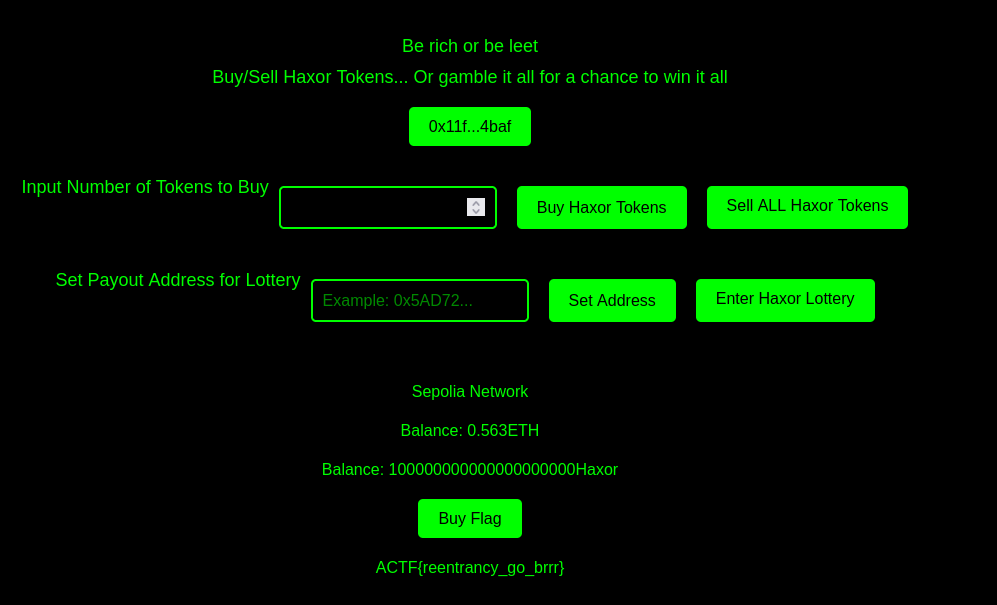 Be rich or be leet
Buy/Sell Haxor Tokens... Or gamble it all for a chance to win it all
0x11f...4baf
Input Number of Tokens to Buy
Buy Haxor Tokens
Sell ALL Haxor Tokens
Set Payout Address for Lottery
Example: 0x5AD72...
Set Address
Enter Haxor Lottery
Sepolia Network
Balance: 0.563ETH
Balance: 100000000000000000000Haxor
Buy Flag
ACTF{reentrancy_go_brrr}